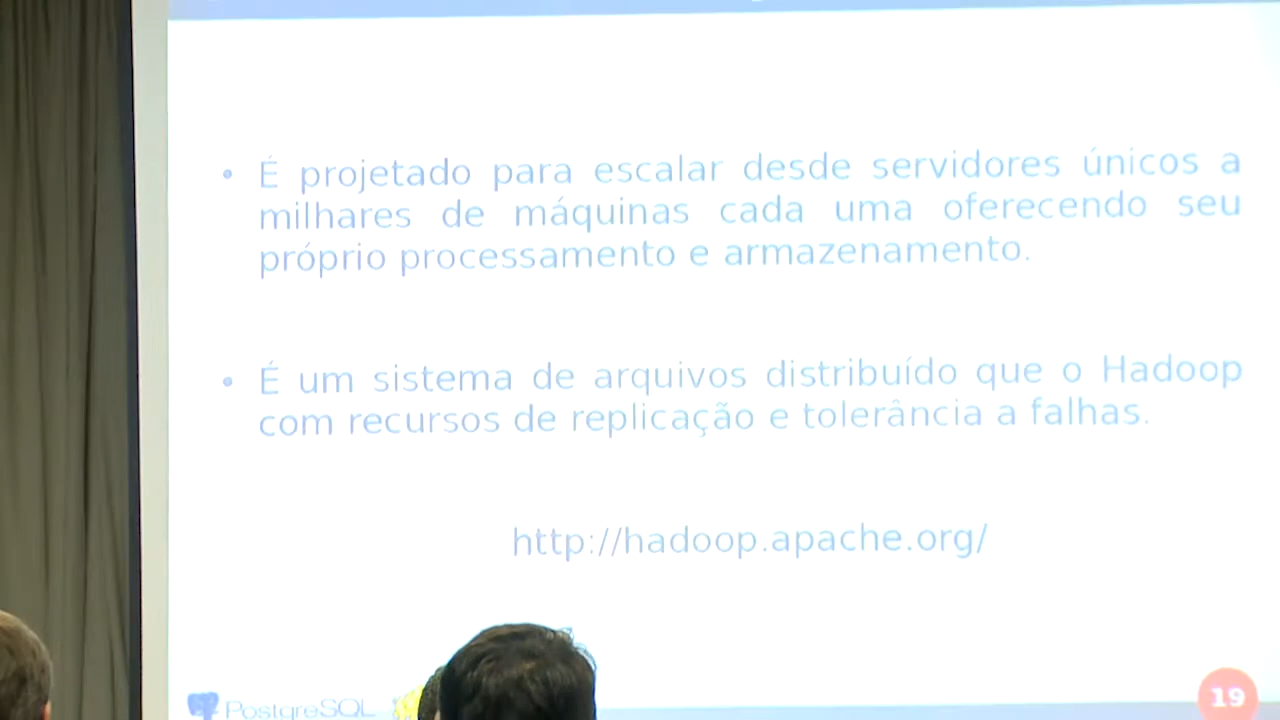 • É projetado para escalar desde servidores únicos a
milhares de máquinas cada uma oferecendo seu
próprio processamento e armazenamento.
• É um sistema de arquivos distribuído que o Hadoop
com recursos de replicação e tolerância a falhas.
http://hadoop.apache.org/
PostgreSQL
19